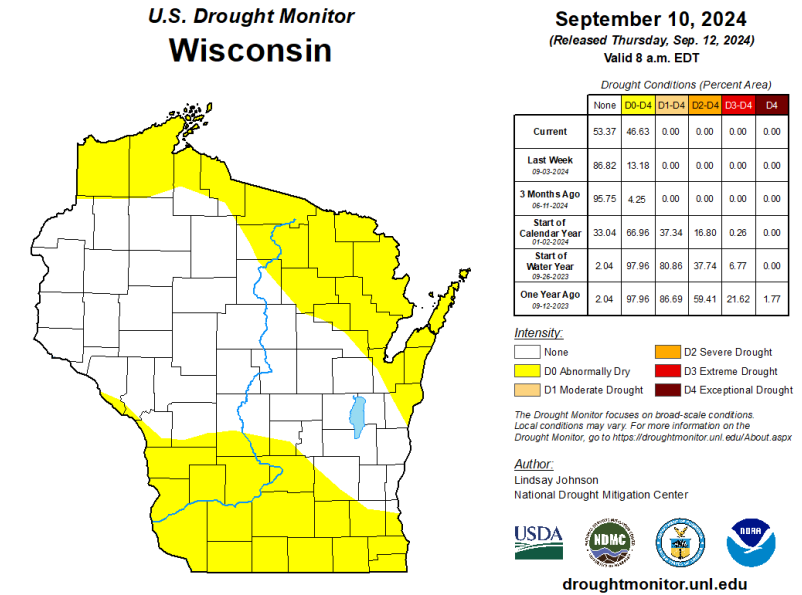 U.S. Drought Monitor
Wisconsin
September 10, 2024
(Released Thursday, Sep. 12, 2024)
Valid 8 a.m. EDT
Drought Conditions (Percent Area)
None D0-D4 D1-D4 D2-D4 D3-D4 D4
Current 53.37 46.63 0.00 0.00 0.00 0.00
Last Week
09-03-2024 86.82 13.18 0.00 0.00 0.00 0.00
3 Months Ago
06-11-2024 95.75 4.25 0.00 0.00 0.00 0.00
Start of
Calendar Year
01-02-2024 33.04 66.96 37.34 16.80 0.26 0.00
Start of
Water Year
09-26-2023 2.04 97.96 80.86 37.74 6.77 0.00
One Year Ago
09-12-2023 2.04 97.96 86.69 59.41 21.62 1.77
Intensity:
None
D0 Abnormally Dry
D1 Moderate Drought
D2 Severe Drought
D3 Extreme Drought
D4 Exceptional Drought
The Drought Monitor focuses on broad-scale conditions.
Local conditions may vary. For more information on the
Drought Monitor, go to https://droughtmonitor.unl.edu/About.aspx
Author:
Lindsay Johnson
National Drought Mitigation Center
USDA
NDMC
NOAA
droughtmonitor.unl.edu